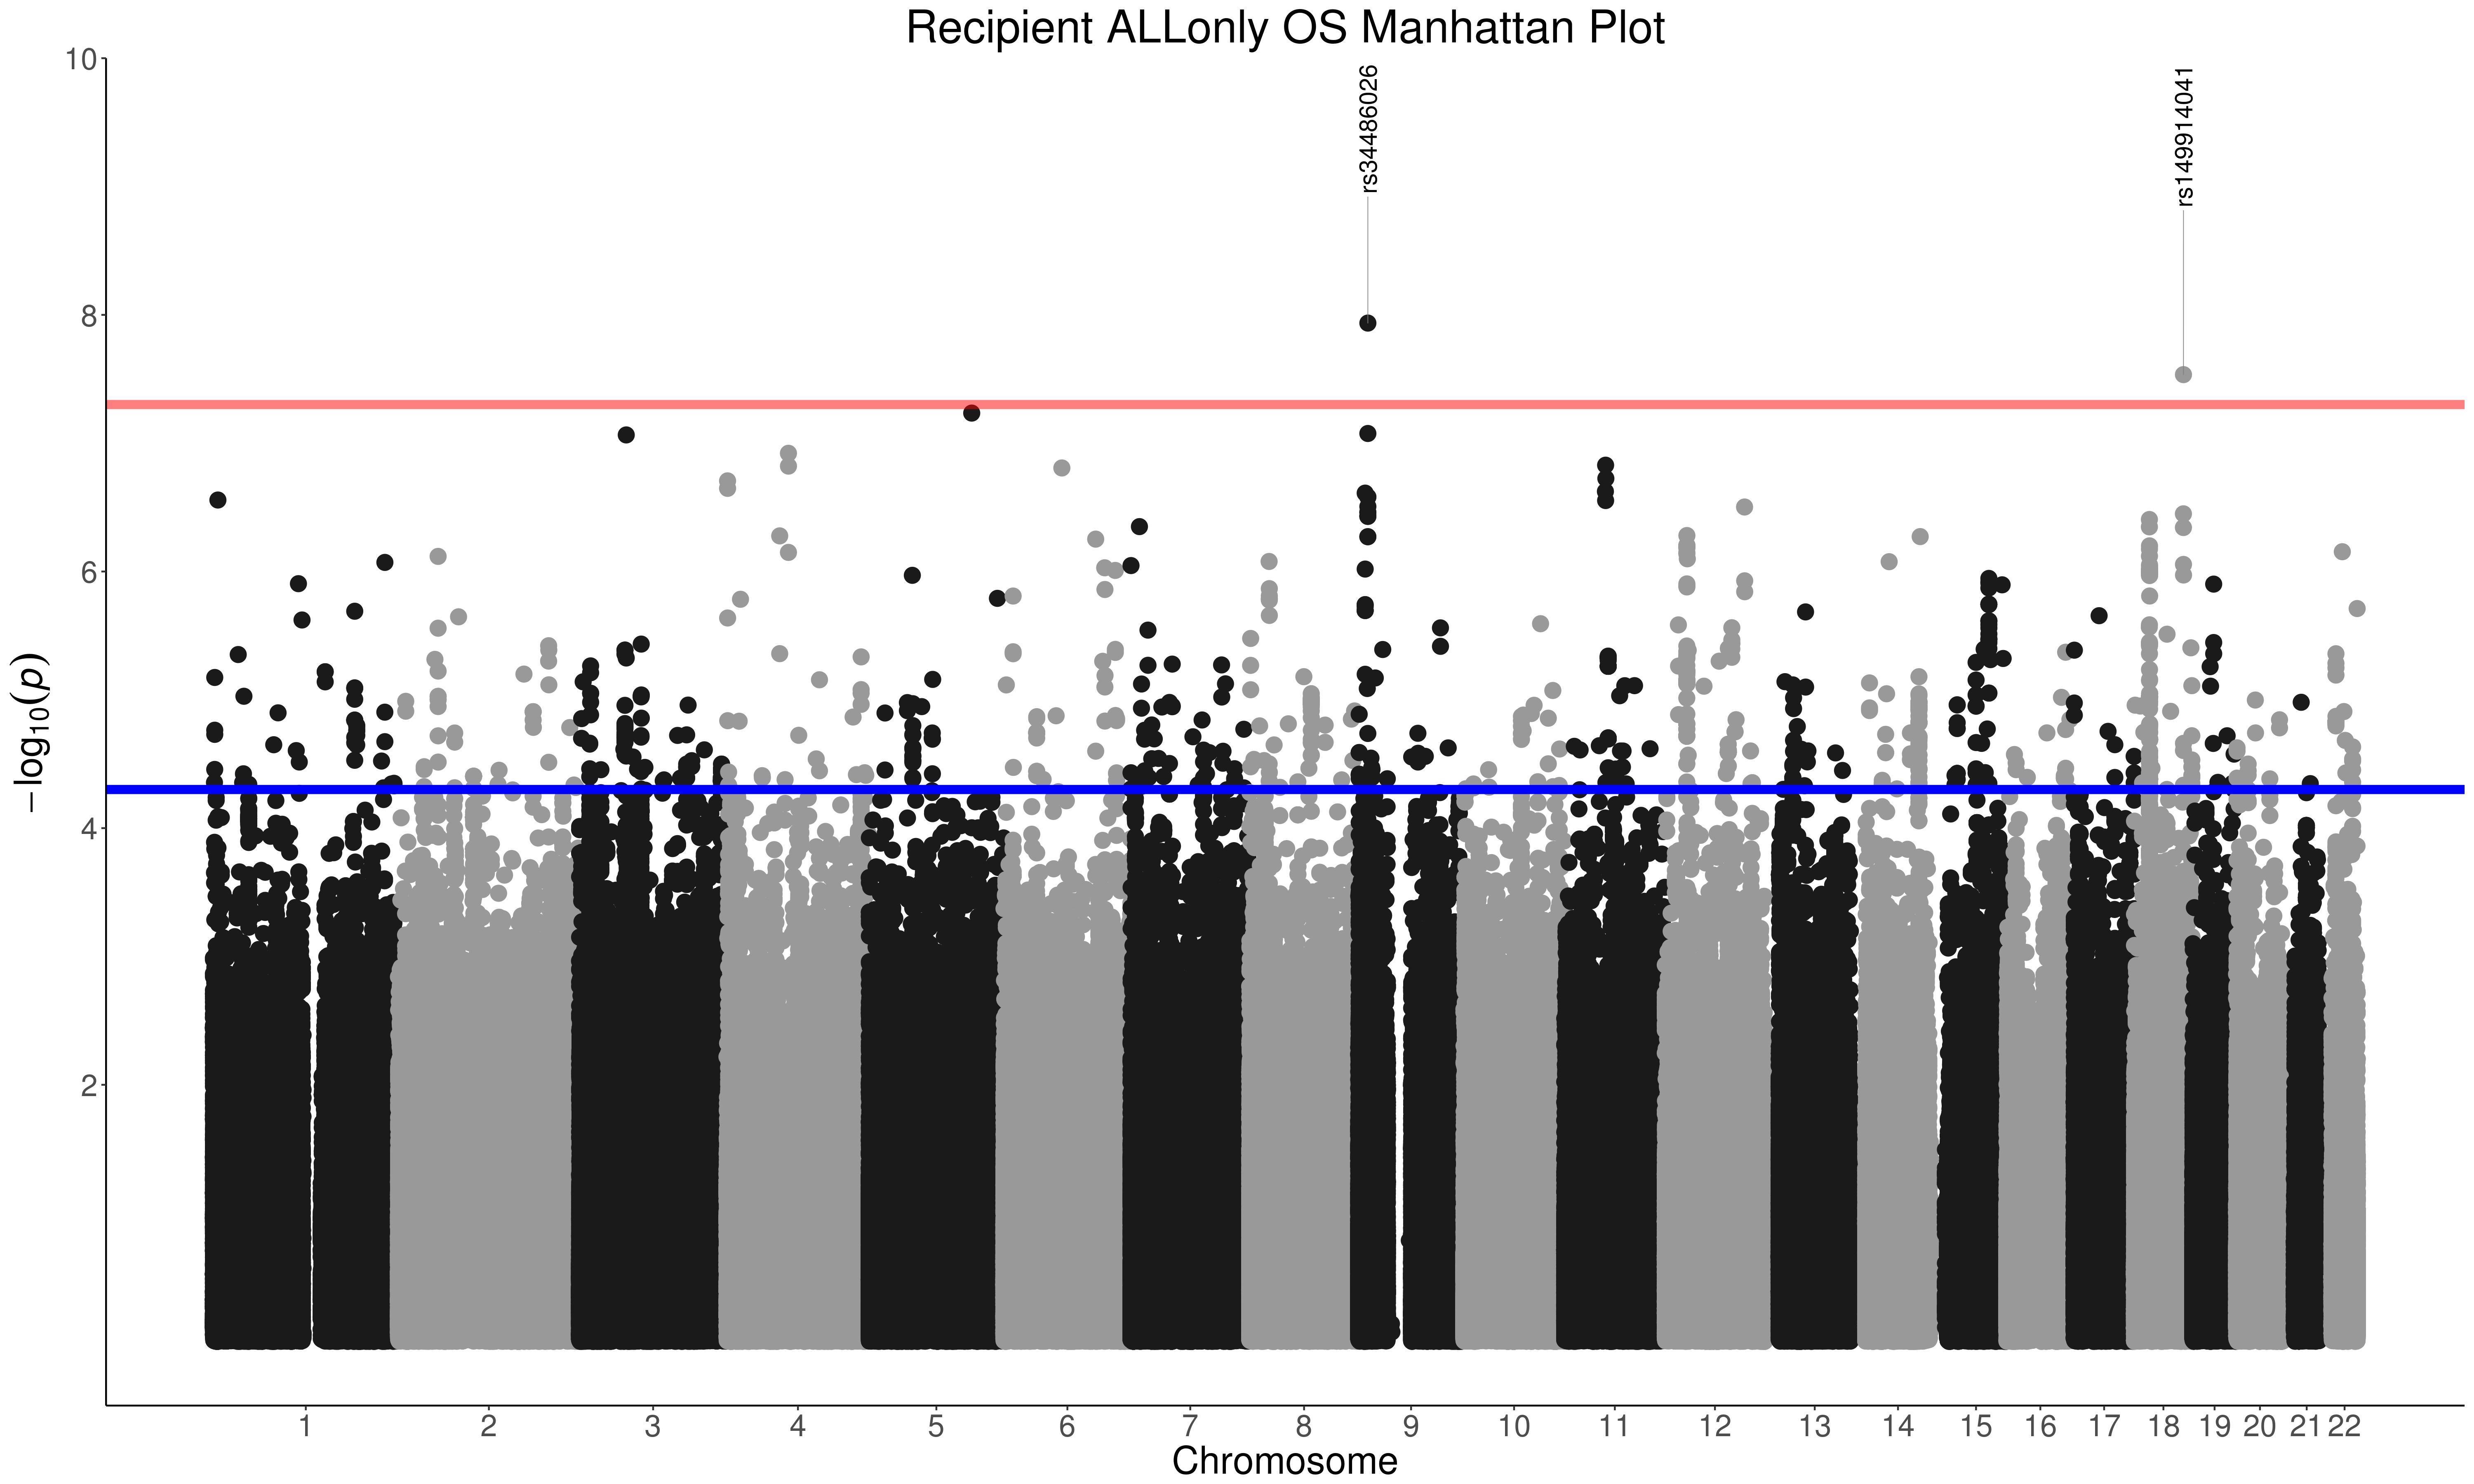 Recipient ALLonly OS Manhattan Plot
rs34486026
rs149914041
10
8
6
4
2
−log10(p)
1 2 3 4 5 6 7 8 9 10 11 12 13 14 15 16 17 18 19 20 21 22
Chromosome